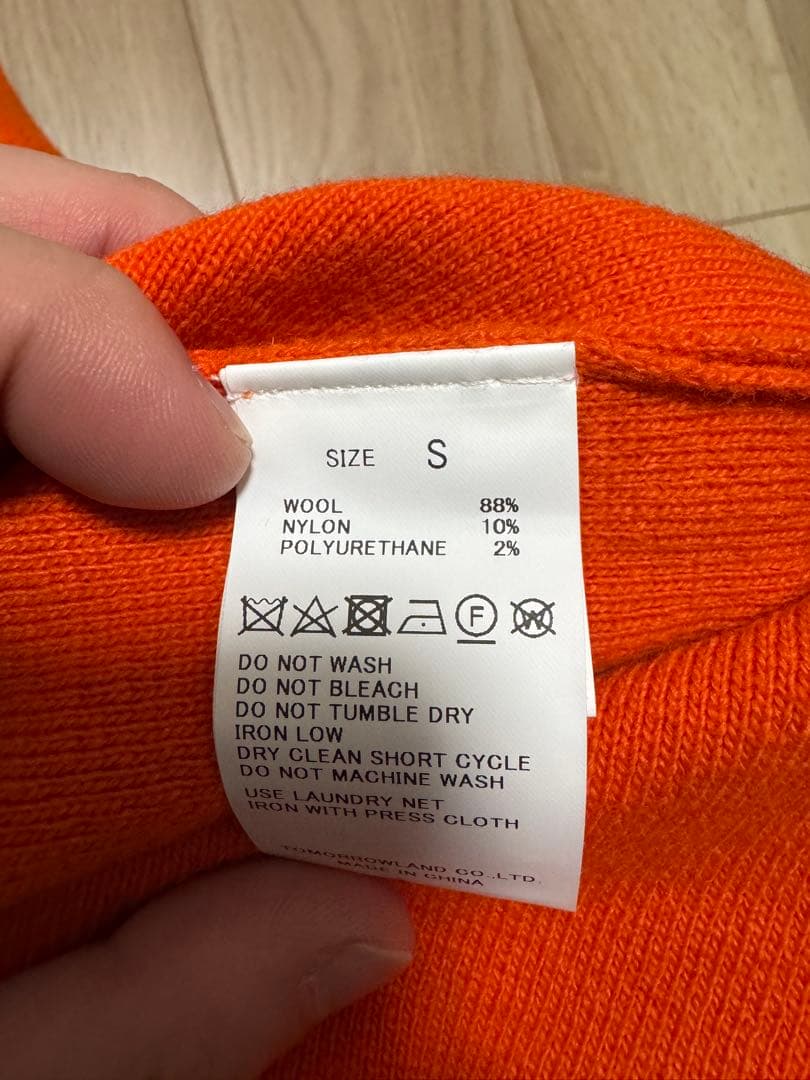 SIZE S
WOOL 88%
NYLON 10%
POLYURETHANE 2%
F W
DO NOT WASH
DO NOT BLEACH
DO NOT TUMBLE DRY
IRON LOW
DRY CLEAN SHORT CYCLE
DO NOT MACHINE WASH
USE LAUNDRY NET
IRON WITH PRESS CLOTH
TOMORROWLAND CO.,LTD.
MADE IN CHINA